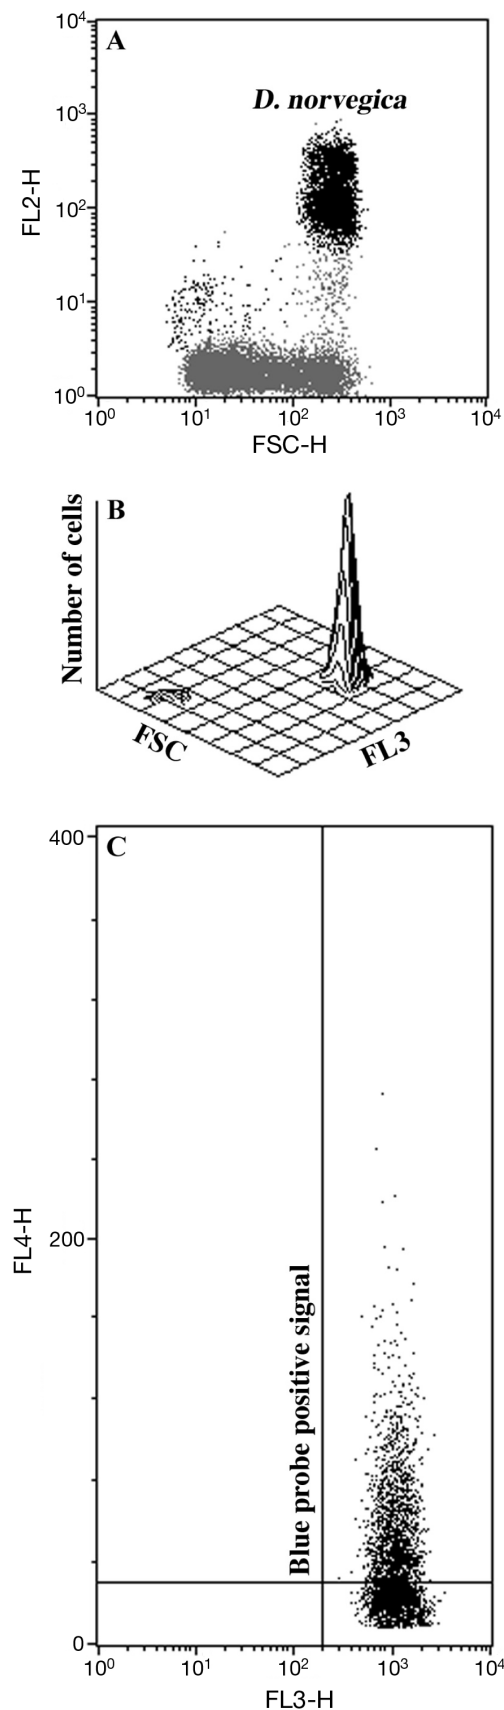 A
D. norvegica
FL2-H
10⁴
10³
10²
10¹
10⁰
10⁰ 10¹ 10² 10³ 10⁴
FSC-H
B
Number of cells
FSC
FL3
C
FL4-H
400
200
0
Blue probe positive signal
10⁰ 10¹ 10² 10³ 10⁴
FL3-H